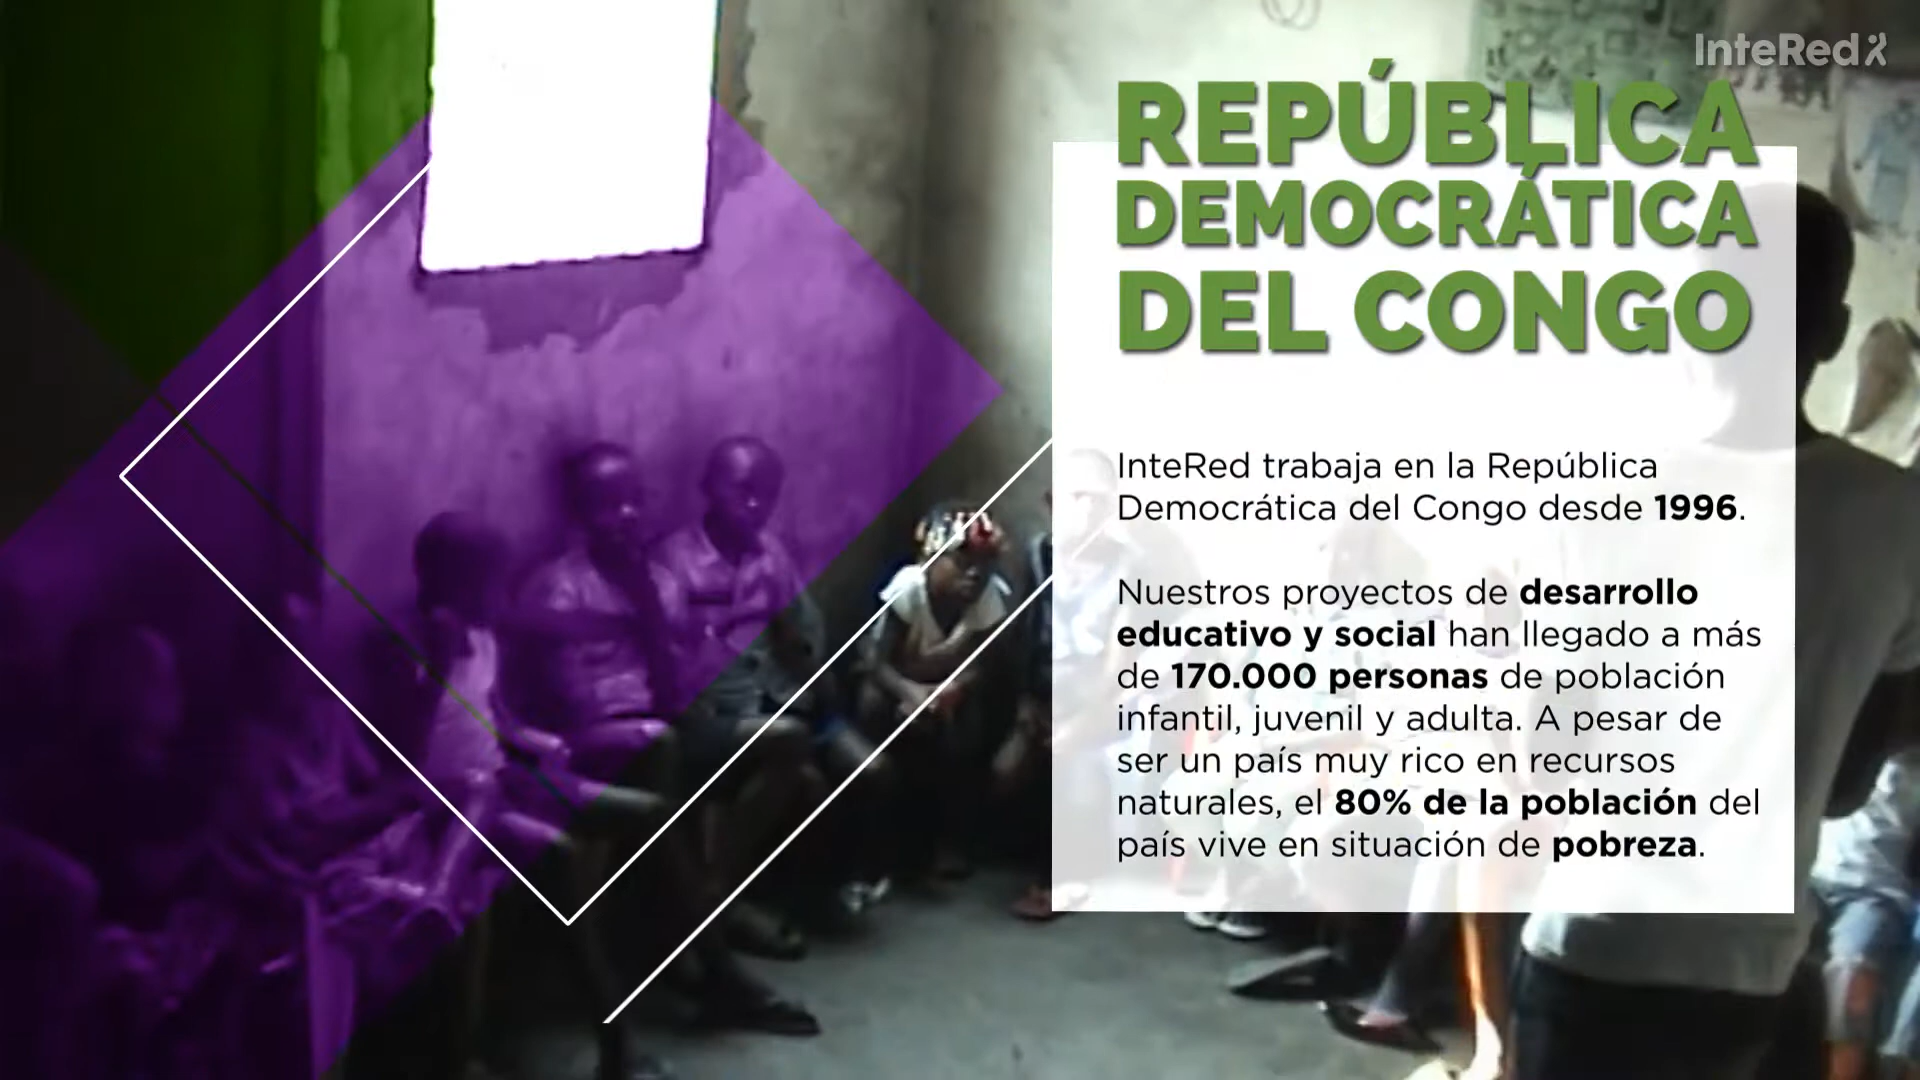 InteRed
REPÚBLICA
DEMOCRÁTICA
DEL CONGO
InteRed trabaja en la República
Democrática del Congo desde 1996.
Nuestros proyectos de desarrollo
educativo y social han llegado a más
de 170.000 personas de población
infantil, juvenil y adulta. A pesar de
ser un país muy rico en recursos
naturales, el 80% de la población del
país vive en situación de pobreza.